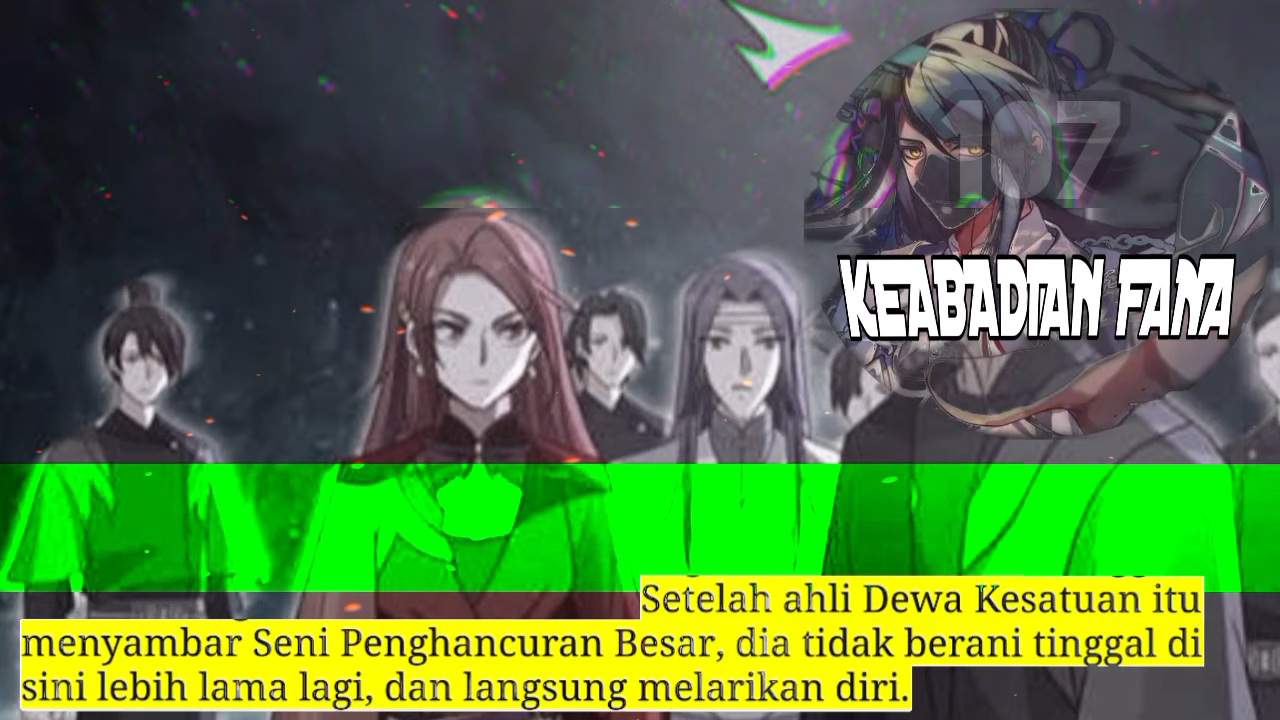 107
KEABADIAN FANA
Setelah ahli Dewa Kesatuan itu
menyambar Seni Penghancuran Besar, dia tidak berani tinggal di
sini lebih lama lagi, dan langsung melarikan diri.